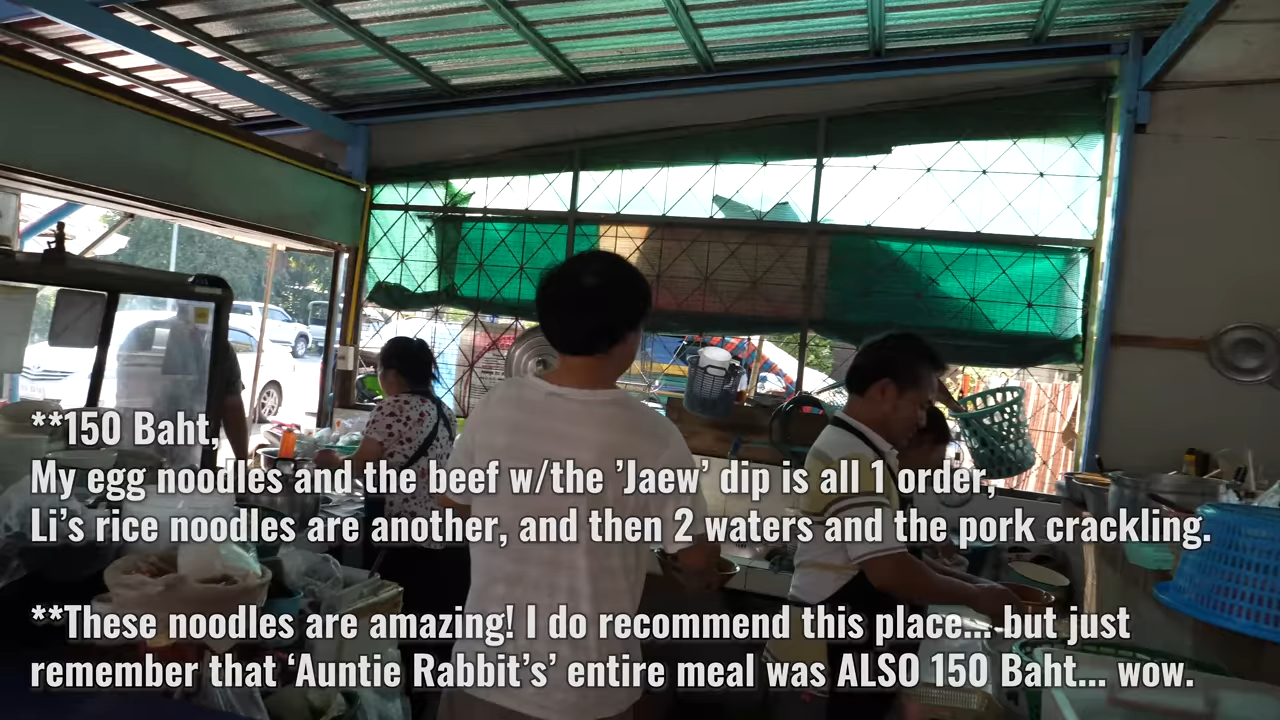 **150 Baht,
My egg noodles and the beef w/the 'Jaew' dip is all 1 order,
Li's rice noodles are another, and then 2 waters and the pork crackling.
**These noodles are amazing! I do recommend this place... but just
remember that ‘Auntie Rabbit’s’ entire meal was ALSO 150 Baht... wow.